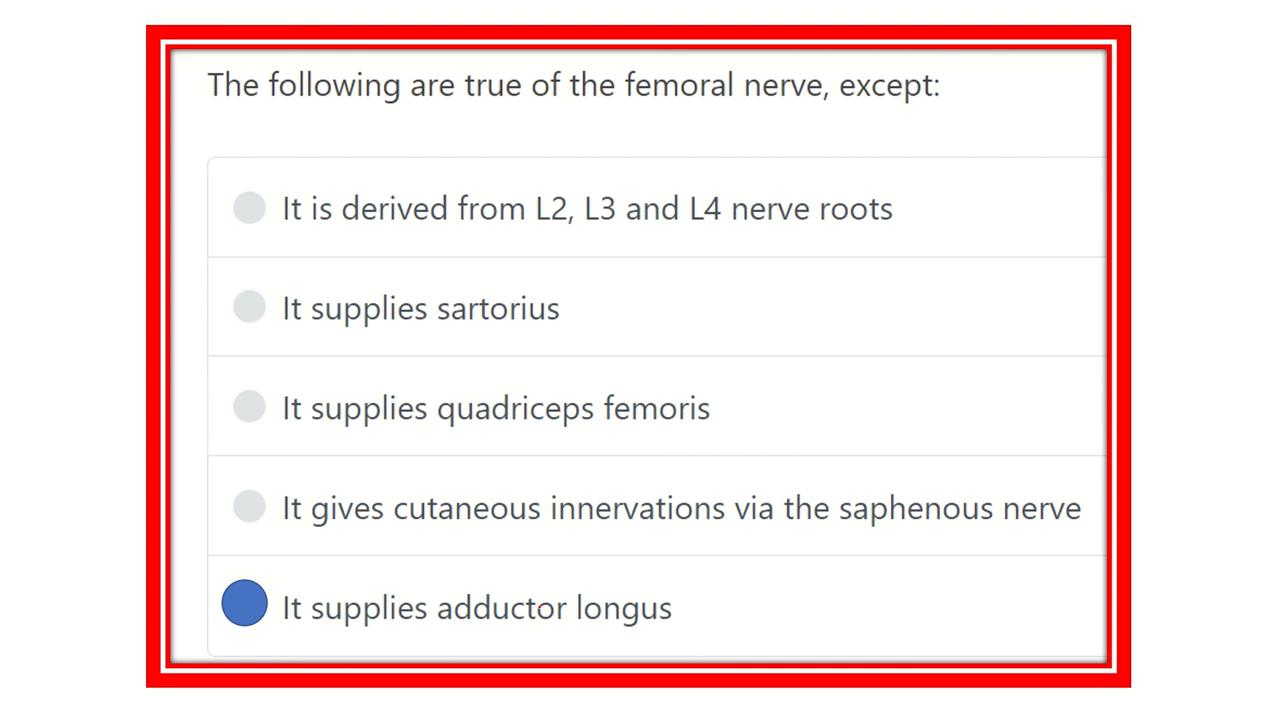 The following are true of the femoral nerve, except:
It is derived from L2, L3 and L4 nerve roots
It supplies sartorius
It supplies quadriceps femoris
It gives cutaneous innervations via the saphenous nerve
It supplies adductor longus